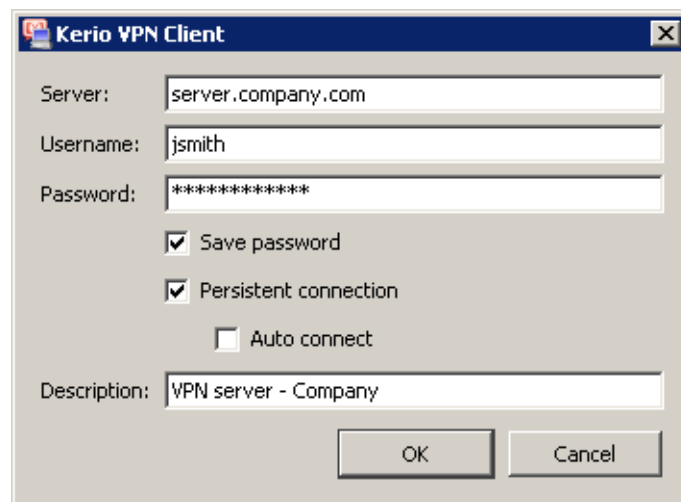 Kerio VPN Client
Server: server.company.com
Username: jsmith
Password: ************
Save password
Persistent connection
Auto connect
Description: VPN server - Company
OK Cancel